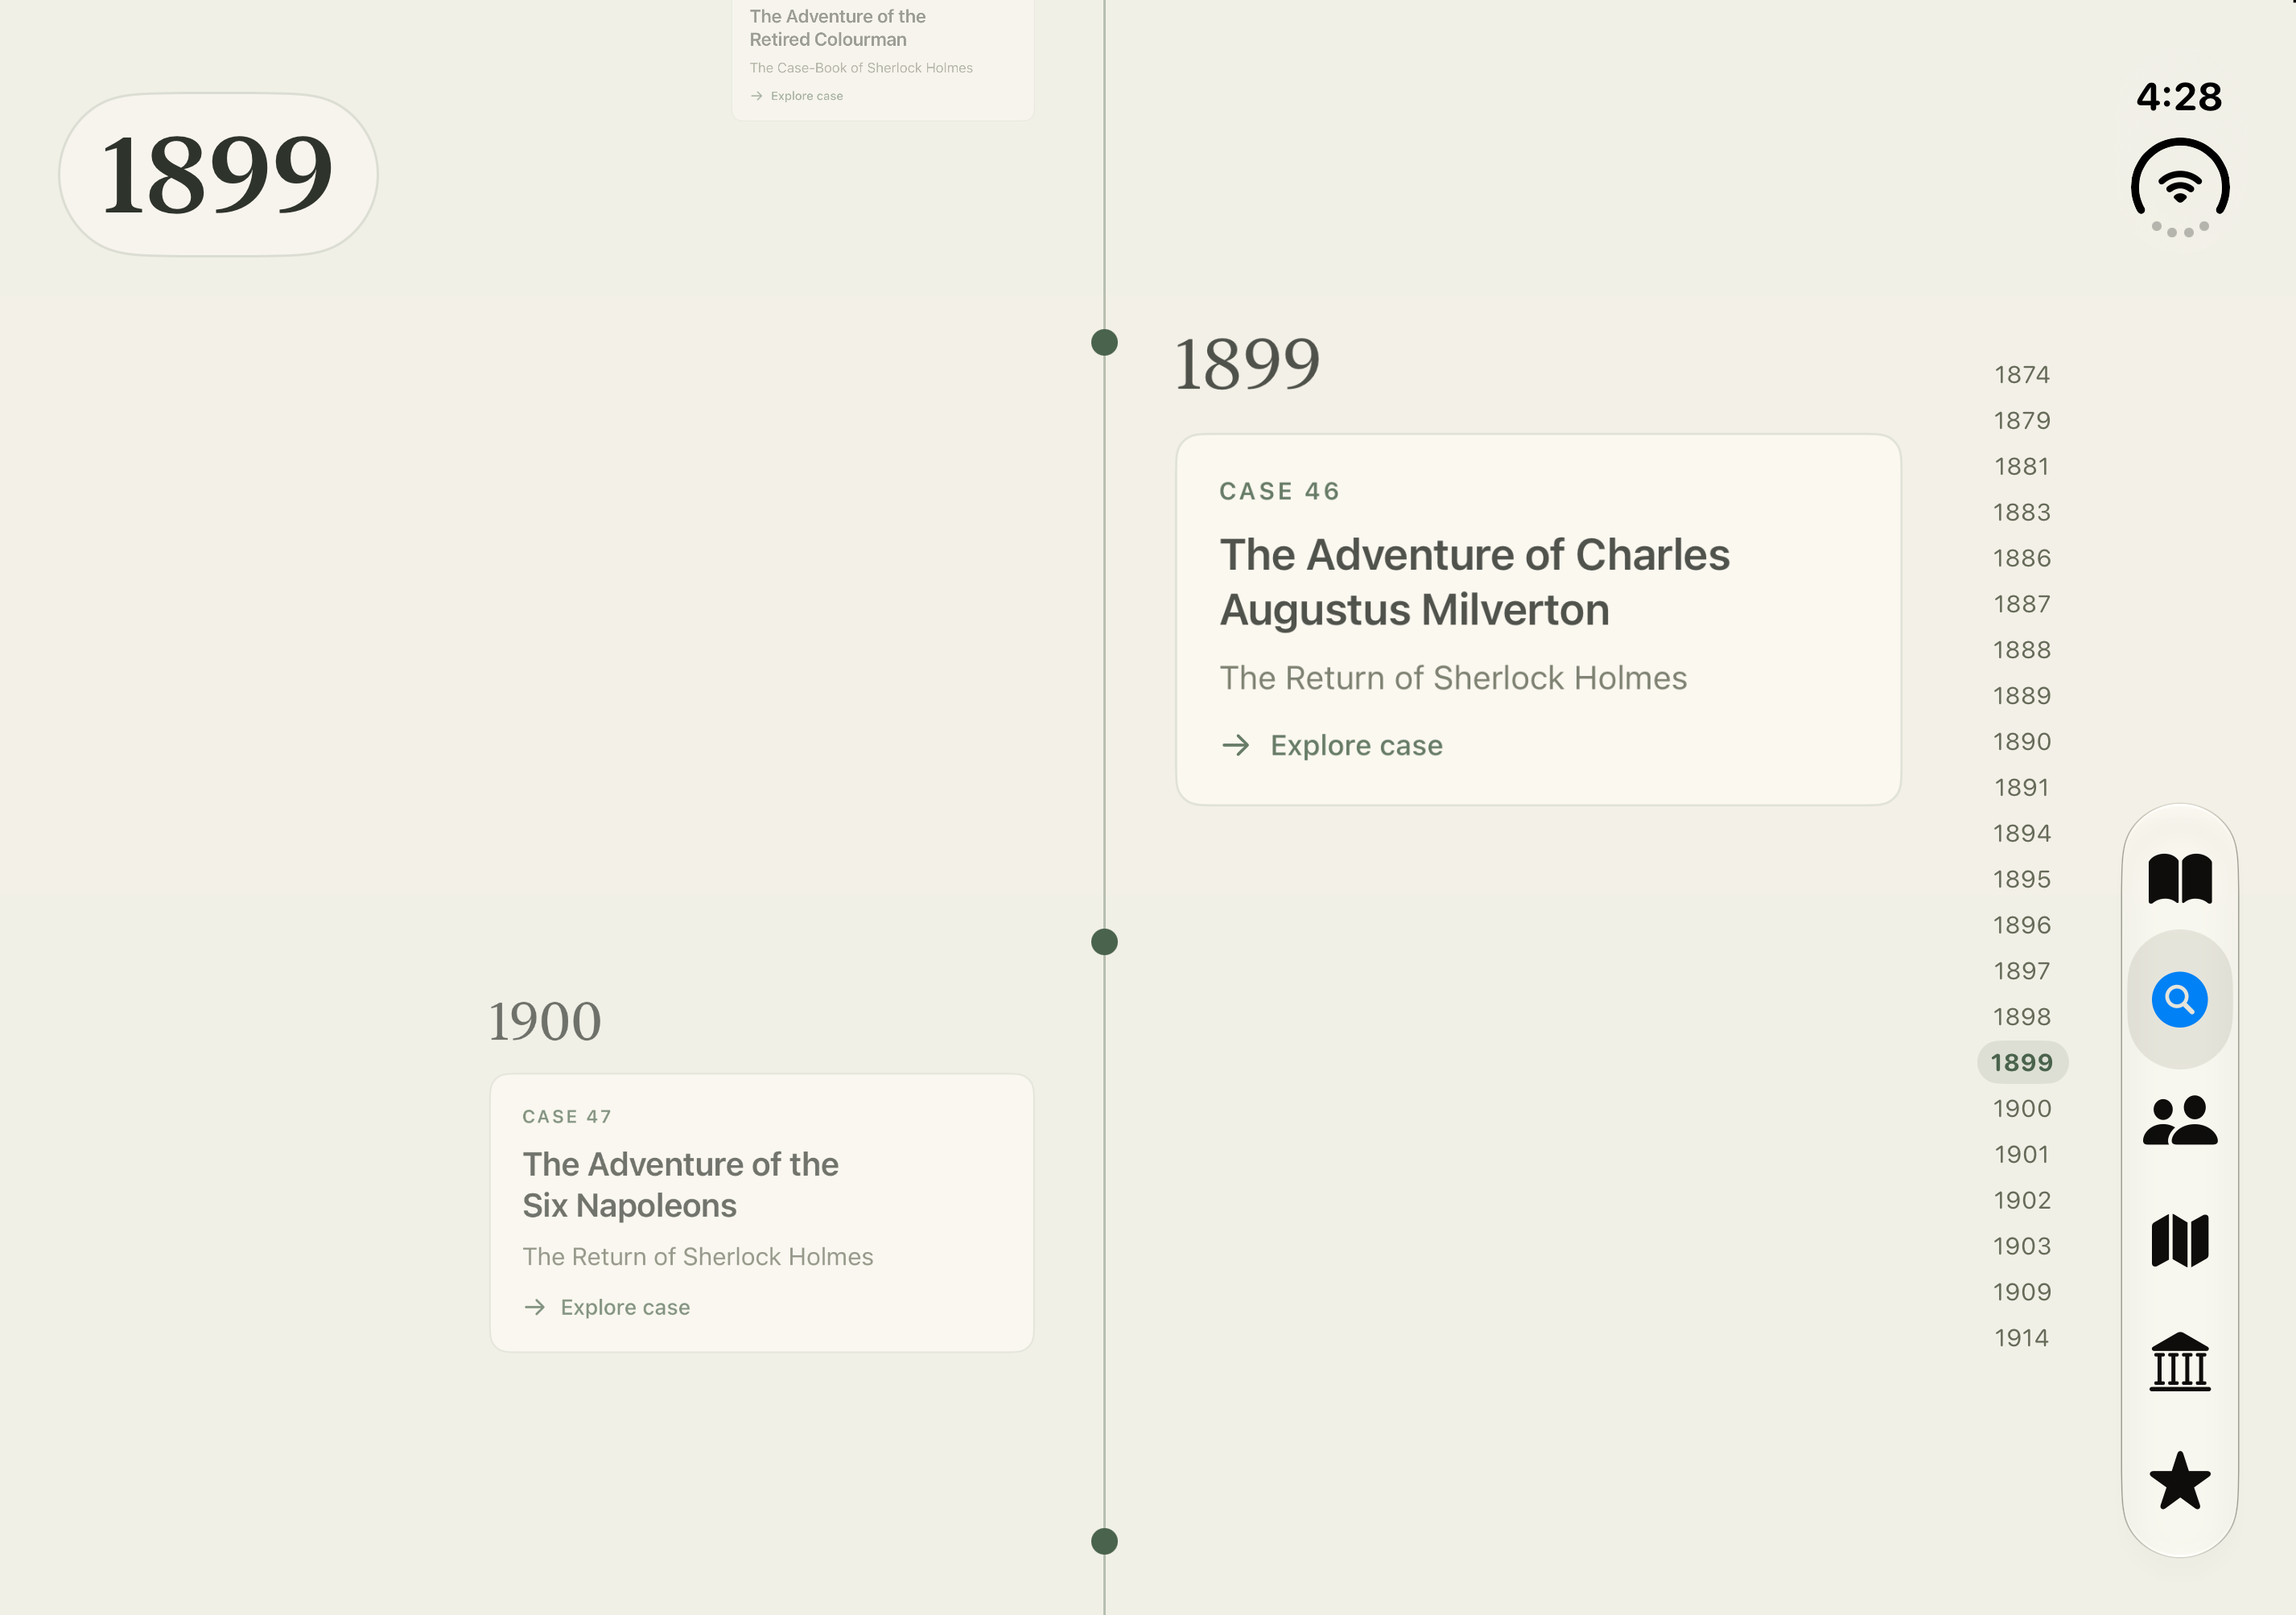 The Adventure of the
Retired Colourman
The Case-Book of Sherlock Holmes
→ Explore case
1899
4:28
1899
CASE 46
The Adventure of Charles
Augustus Milverton
The Return of Sherlock Holmes
→ Explore case
1900
CASE 47
The Adventure of the
Six Napoleons
The Return of Sherlock Holmes
→ Explore case
1874
1879
1881
1883
1886
1887
1888
1889
1890
1891
1894
1895
1896
1897
1898
1899
1900
1901
1902
1903
1909
1914